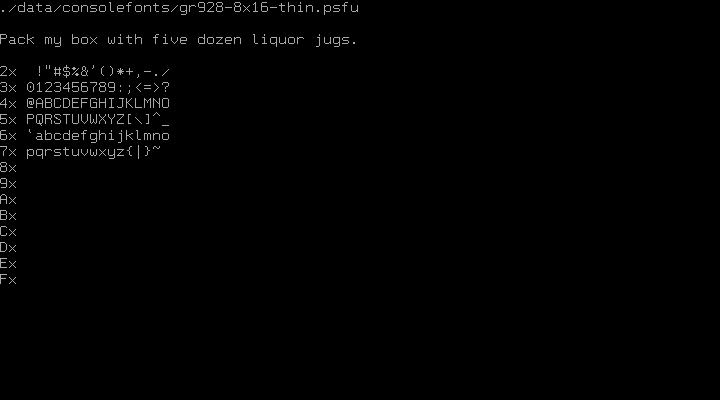 ./data/consolefonts/gr928-8x16-thin.psfu
Pack my box with five dozen liquor jugs.
2x  !"#$%&'()*+,-./
3x 0123456789:;<=>?
4x @ABCDEFGHIJKLMNO
5x PQRSTUVWXYZ[\]^_
6x `abcdefghijklmno
7x pqrstuvwxyz{|}~
8x
9x
Ax
Bx
Cx
Dx
Ex
Fx